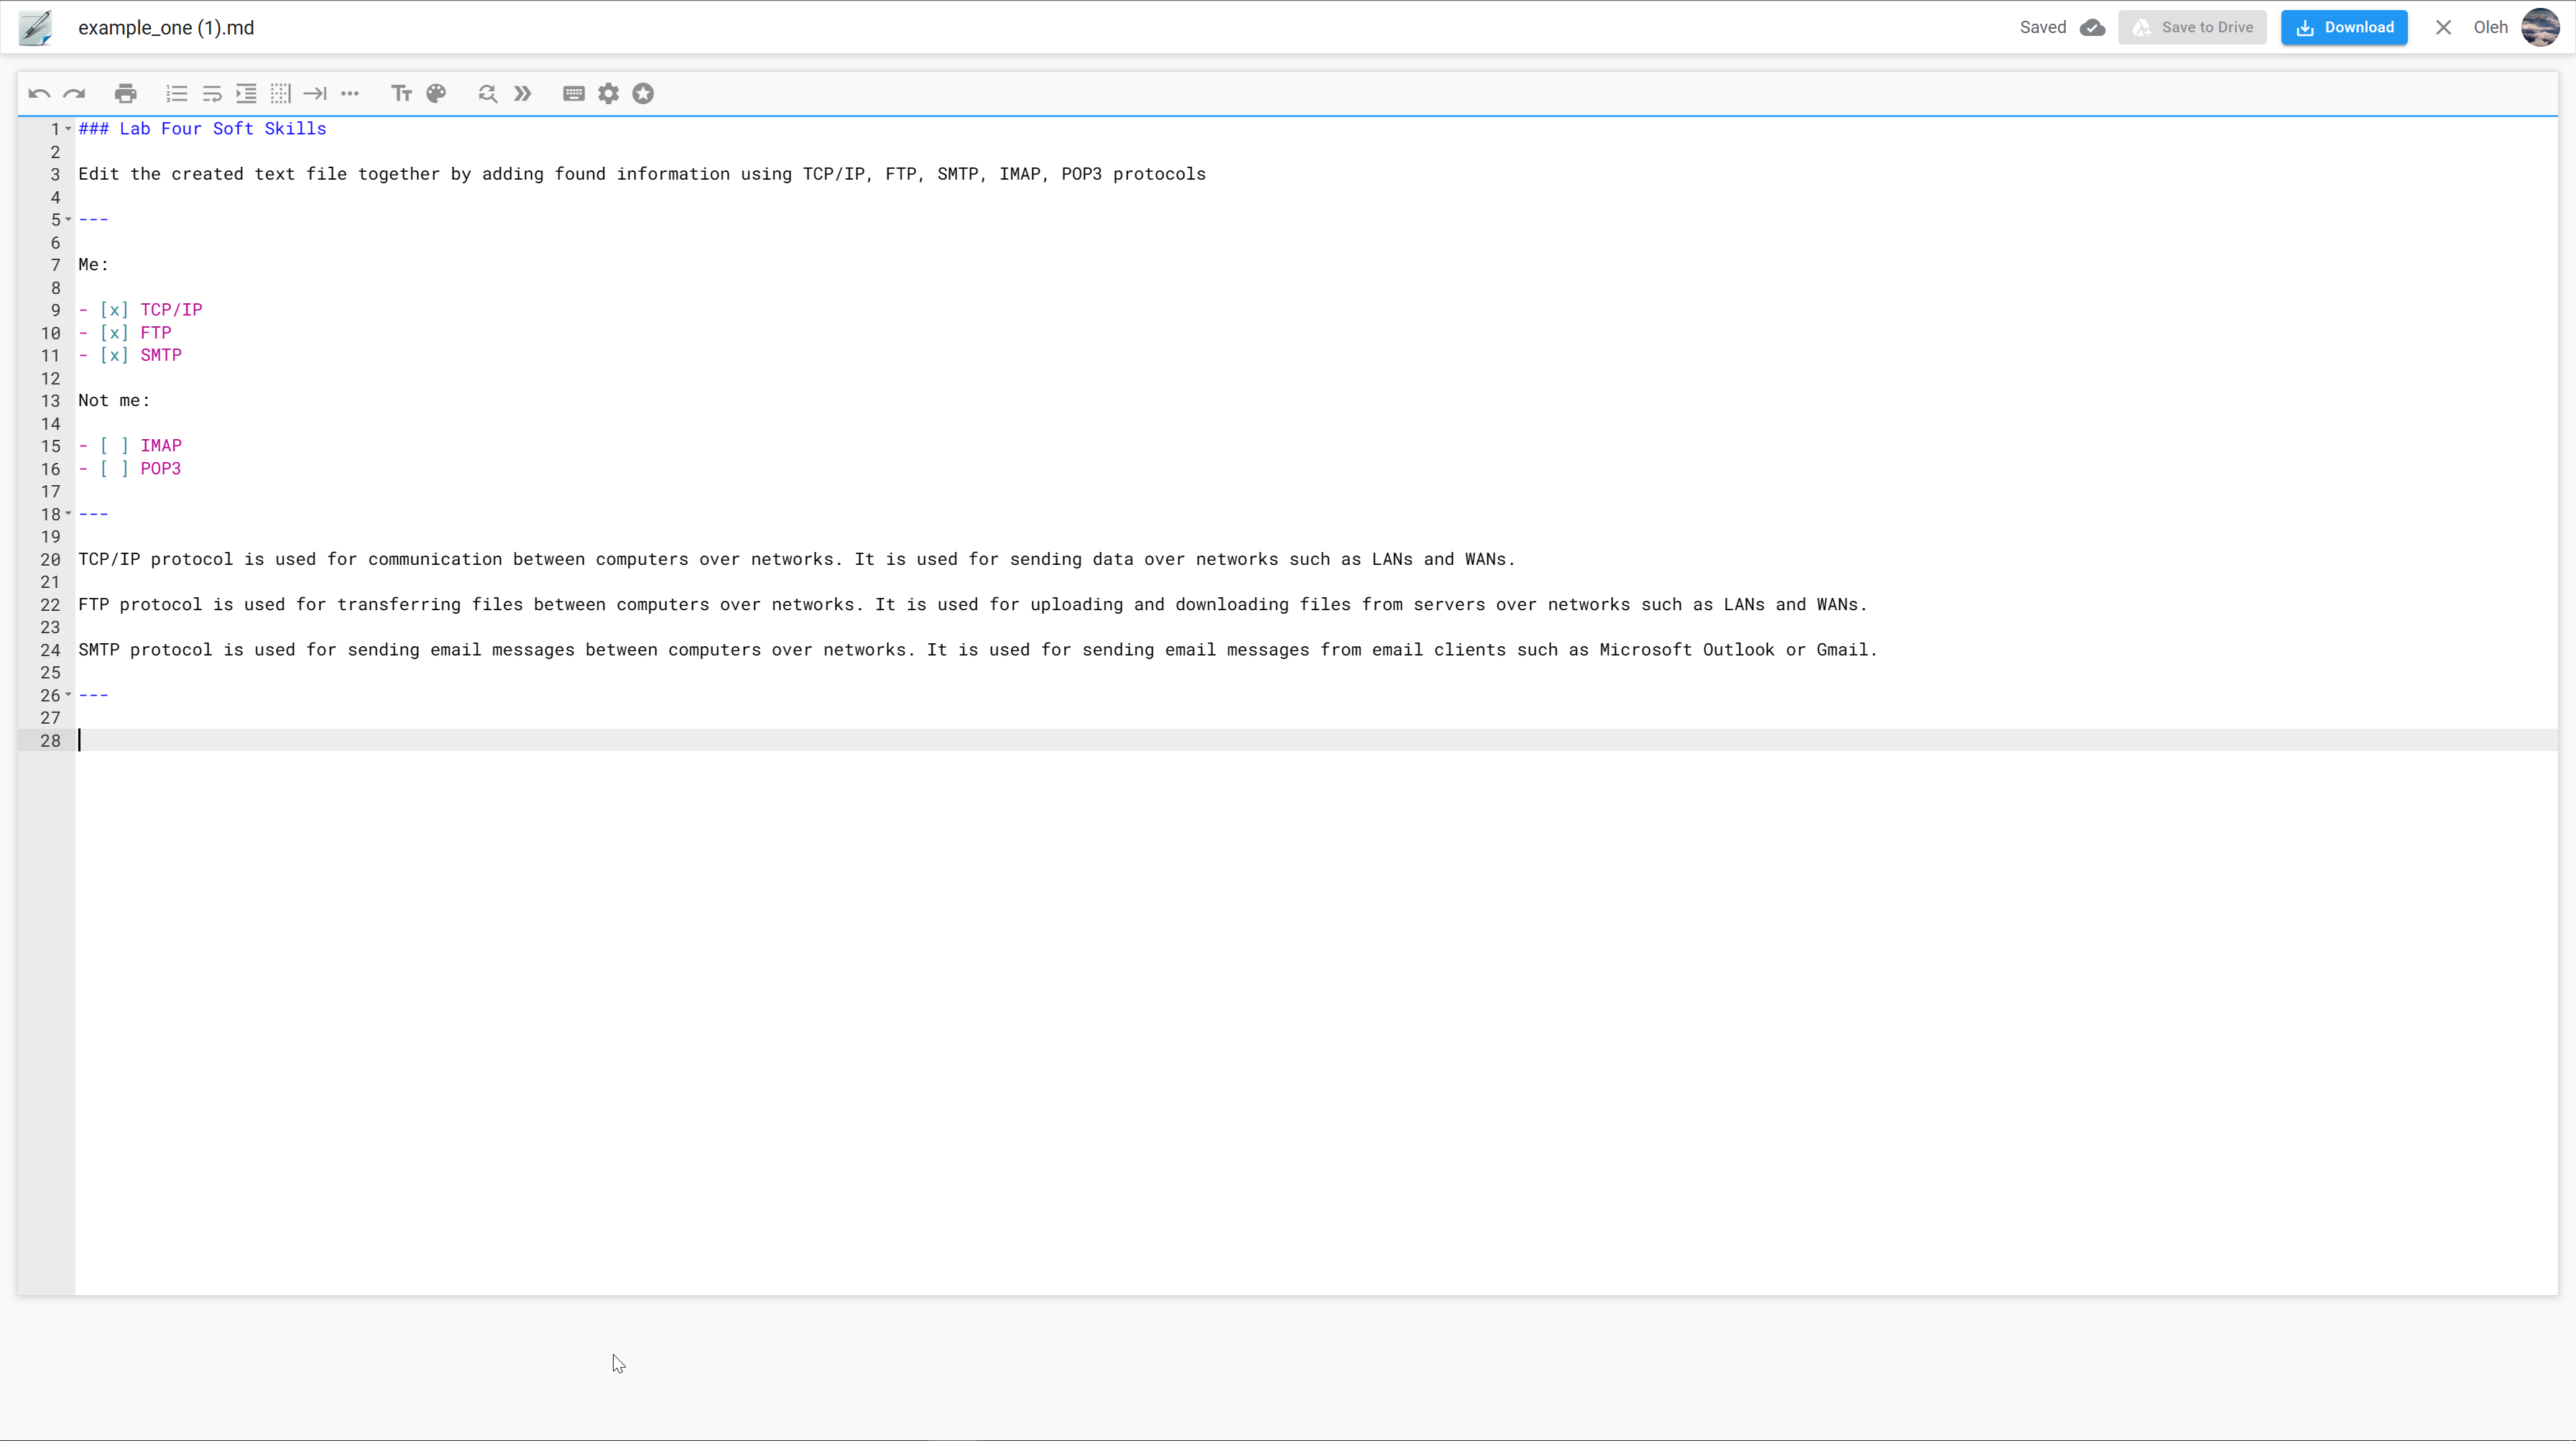 example_one (1).md
Saved
Save to Drive
Download
Oleh
1 ### Lab Four Soft Skills
2
3 Edit the created text file together by adding found information using TCP/IP, FTP, SMTP, IMAP, POP3 protocols
4
5 ---
6
7 Me:
8
9 - [x] TCP/IP
10 - [x] FTP
11 - [x] SMTP
12
13 Not me:
14
15 - [ ] IMAP
16 - [ ] POP3
17
18 ---
19
20 TCP/IP protocol is used for communication between computers over networks. It is used for sending data over networks such as LANs and WANs.
21
22 FTP protocol is used for transferring files between computers over networks. It is used for uploading and downloading files from servers over networks such as LANs and WANs.
23
24 SMTP protocol is used for sending email messages between computers over networks. It is used for sending email messages from email clients such as Microsoft Outlook or Gmail.
25
26 ---
27
28